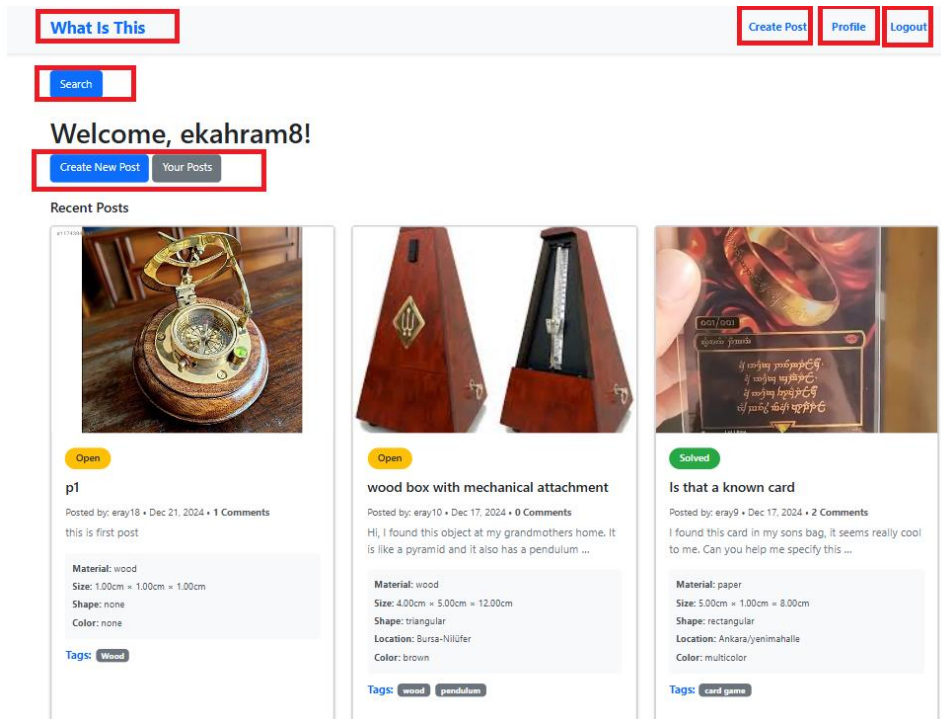 What Is This
Create Post
Profile
Logout
Search
Welcome, ekahram8!
Create New Post
Your Posts
Recent Posts
Open
p1
Posted by: eray18 • Dec 21, 2024 • 1 Comments
this is first post
Material: wood
Size: 1.00cm × 1.00cm × 1.00cm
Shape: none
Color: none
Tags: Wood
Open
wood box with mechanical attachment
Posted by: eray10 • Dec 17, 2024 • 0 Comments
Hi, I found this object at my grandmothers home. It
is like a pyramid and it also has a pendulum ...
Material: wood
Size: 4.00cm × 5.00cm × 12.00cm
Shape: triangular
Location: Bursa-Nilüfer
Color: brown
Tags: wood pendulum
001/001
Solved
Is that a known card
Posted by: eray9 • Dec 17, 2024 • 2 Comments
I found this card in my sons bag, it seems really cool
to me. Can you help me specify this ...
Material: paper
Size: 5.00cm × 1.00cm × 8.00cm
Shape: rectangular
Location: Ankara/yenimahalle
Color: multicolor
Tags: card game